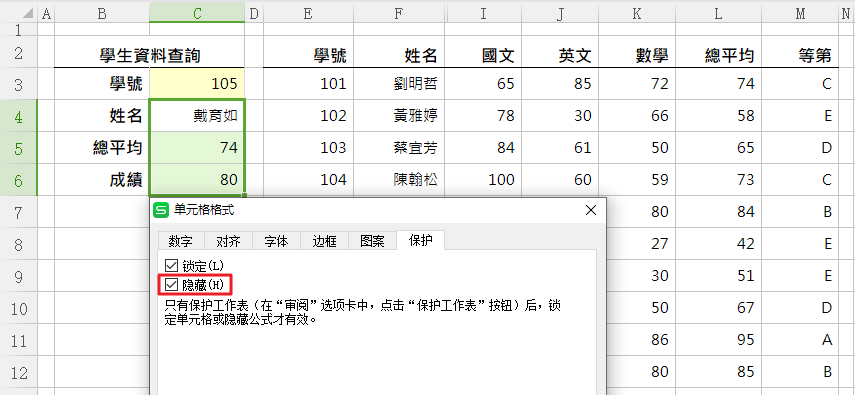 A B C D E F I J K L M
1
2 學生資料查詢 學號 姓名 國文 英文 數學 總平均 等第
3 學號 105 101 劉明哲 65 85 72 74 C
4 姓名 戴育如 102 黃雅婷 78 30 66 58 E
5 總平均 74 103 蔡宜芳 84 61 50 65 D
6 成績 80 104 陳翰松 100 60 59 73 C
7 80 84 B
8 27 42 E
9 30 51 E
10 50 67 D
11 86 95 A
12 80 85 B
单元格格式
数字 对齐 字体 边框 图案 保护
锁定(L)
隐藏(H)
只有保护工作表(在“审阅”选项卡中，点击“保护工作表”按钮)后，锁
定单元格或隐藏公式才有效。